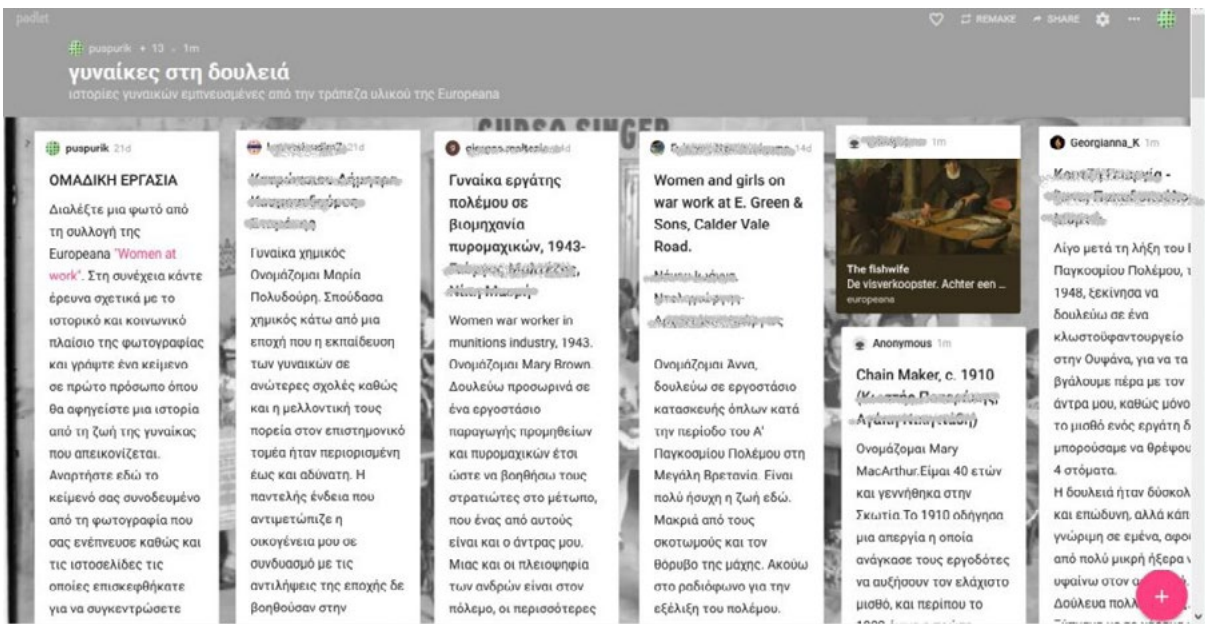 padlet
REMAKE
SHARE
puspurik + 13 • 1m
γυναίκες στη δουλειά
ιστορίες γυναικών εμπνευσμένες από την τράπεζα υλικού της Europeana
CURSO SINGER
puspurik 21d
ΟΜΑΔΙΚΗ ΕΡΓΑΣΙΑ
Διαλέξτε μια φωτό από
τη συλλογή της
Europeana "Women at
work". Στη συνέχεια κάντε
έρευνα σχετικά με το
ιστορικό και κοινωνικό
πλαίσιο της φωτογραφίας
και γράψτε ένα κείμενο
σε πρώτο πρόσωπο όπου
θα αφηγείστε μια ιστορία
από τη ζωή της γυναίκας
που απεικονίζεται.
Αναρτήστε εδώ το
κείμενό σας συνοδευμένο
από τη φωτογραφία που
σας ενέπνευσε καθώς και
τις ιστοσελίδες τις
οποίες επισκεφθήκατε
για να συγκεντρώσετε
21d
Γυναίκα χημικός
Ονομάζομαι Μαρία
Πολυδούρη. Σπούδασα
χημικός κάτω από μια
εποχή που η εκπαίδευση
των γυναικών σε
ανώτερες σχολές καθώς
και η μελλοντική τους
πορεία στον επιστημονικό
τομέα ήταν περιορισμένη
έως και αδύνατη. Η
παντελής ένδεια που
αντιμετώπιζε η
οικογένεια μου σε
συνδυασμό με τις
αντιλήψεις της εποχής δε
βοηθούσαν στην
Γυναίκα εργάτης
πολέμου σε
βιομηχανία
πυρομαχικών, 1943-
Women war worker in
munitions industry, 1943.
Ονομάζομαι Mary Brown.
Δουλεύω προσωρινά σε
ένα εργοστάσιο
παραγωγής προμηθείων
και πυρομαχικών έτσι
ώστε να βοηθήσω τους
στρατιώτες στο μέτωπο,
που ένας από αυτούς
είναι και ο άντρας μου.
Μιας και οι πλειοψηφία
των ανδρών είναι στον
πόλεμο, οι περισσότερες
14d
Women and girls on
war work at E. Green &
Sons, Calder Vale
Road.
Ονομάζομαι Άννα,
δουλεύω σε εργοστάσιο
κατασκευής όπλων κατά
την περίοδο του Α'
Παγκοσμίου Πολέμου στη
Μεγάλη Βρετανία. Είναι
πολύ ήσυχη η ζωή εδώ.
Μακριά από τους
σκοτωμούς και τον
θόρυβο της μάχης. Ακούω
στο ραδιόφωνο για την
εξέλιξη του πολέμου.
1m
The fishwife
De visverkoopster. Achter een ...
europeana
Anonymous 1m
Chain Maker, c. 1910
Ονομάζομαι Mary
MacArthur.Είμαι 40 ετών
και γεννήθηκα στην
Σκωτία Το 1910 οδήγησα
μια απεργία η οποία
ανάγκασε τους εργοδότες
να αυξήσουν τον ελάχιστο
μισθό, και περίπου το
Georgianna_K 1m
Λίγο μετά τη λήξη του
Παγκοσμίου Πολέμου,
1948, ξεκίνησα να
δουλεύω σε ένα
κλωστοϋφαντουργείο
στην Ουψάνα, για να τα
βγάλουμε πέρα με τον
άντρα μου, καθώς μόνο
το μισθό ενός εργάτη
μπορούσαμε να θρέψου
4 στόματα.
Η δουλειά ήταν δύσκολ
και επώδυνη, αλλά κάπ
γνώριμη σε εμένα, αφο
από πολύ μικρή ήξερα
υφαίνω στον
Δούλευα